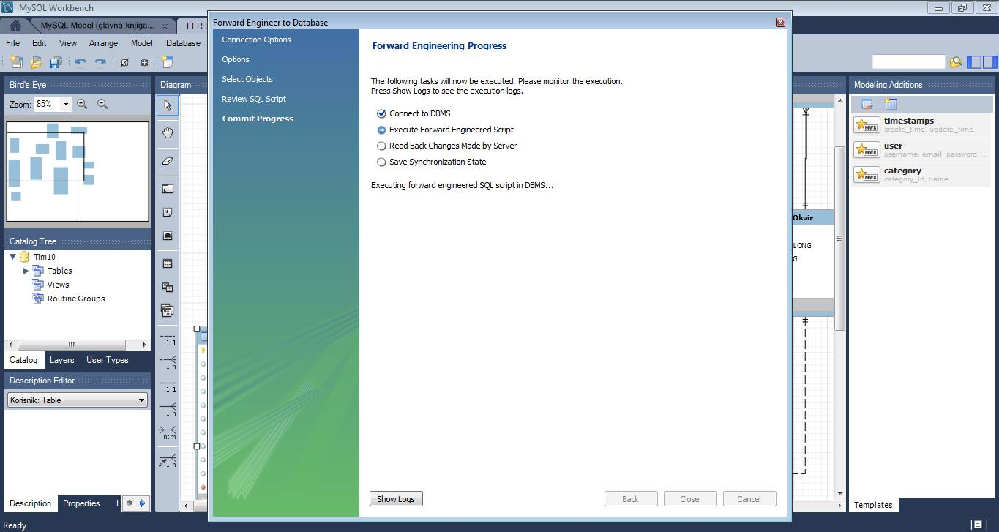 MySQL Workbench
MySQL Model (glavna-knjiga....
EER D
File Edit View Arrange Model Database
Bird's Eye
Zoom: 85%
Catalog Tree
Tim10
Tables
Views
Routine Groups
Catalog Layers User Types
Description Editor
Korisnik: Table
Description Properties H
Ready
Diagram
1:1
1:n
1:1
1:n
n:m
1:n
Forward Engineer to Database
Connection Options
Options
Select Objects
Review SQL Script
Commit Progress
Forward Engineering Progress
The following tasks will now be executed. Please monitor the execution.
Press Show Logs to see the execution logs.
Connect to DBMS
Execute Forward Engineered Script
Read Back Changes Made by Server
Save Synchronization State
Executing forward engineered SQL script in DBMS...
Show Logs Back Close Cancel
Okvir
LONG
G
Modeling Additions
MWB
timestamps
create_time, update_time
MWB
user
username, email, password, ...
MWB
category
category_id, name
Templates